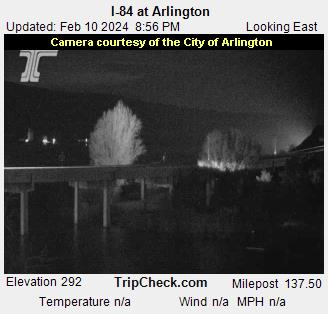 I-84 at Arlington
Updated: Feb 10 2024 8:56 PM Looking East
Camera courtesy of the City of Arlington
Elevation 292 TripCheck.com Milepost 137.50
Temperature n/a Wind n/a MPH n/a